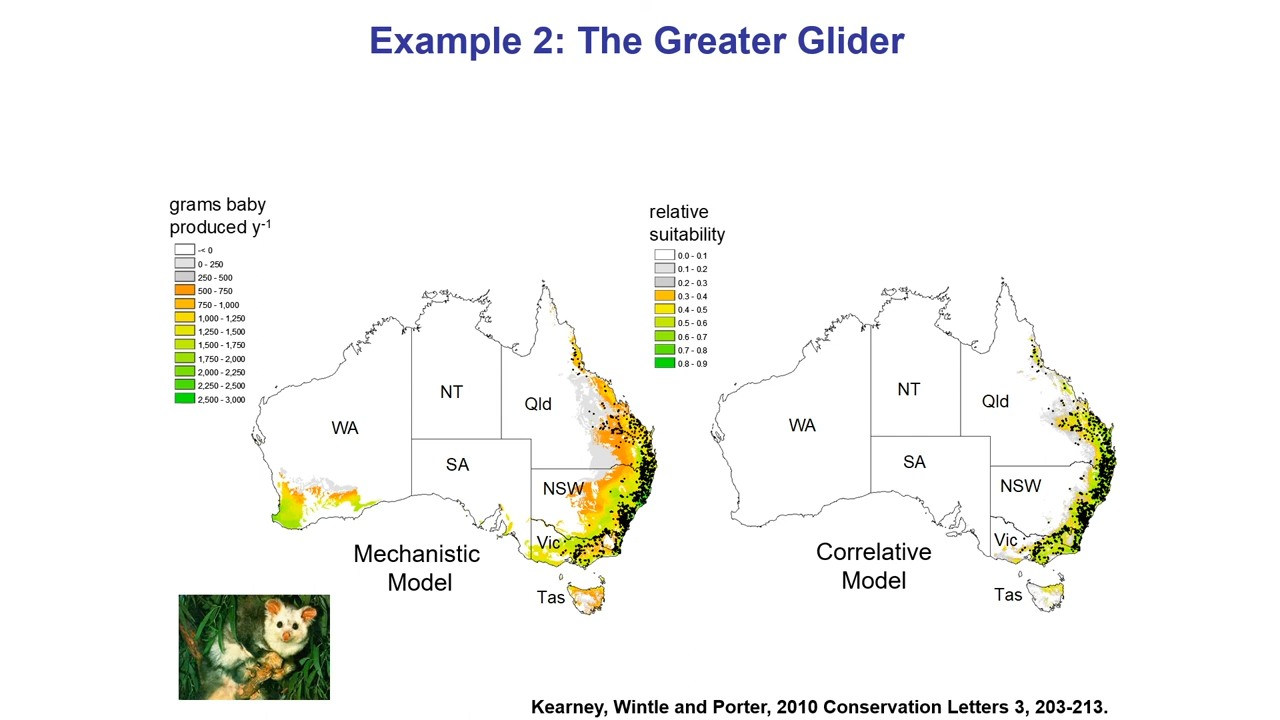 Example 2: The Greater Glider
grams baby
produced y-1
-< 0
0 - 250
250 - 500
500 - 750
750 - 1,000
1,000 - 1,250
1,250 - 1,500
1,500 - 1,750
1,750 - 2,000
2,000 - 2,250
2,250 - 2,500
2,500 - 3,000
WA
NT
SA
Qld
NSW
Vic
Tas
Mechanistic
Model
relative
suitability
0.0 - 0.1
0.1 - 0.2
0.2 - 0.3
0.3 - 0.4
0.4 - 0.5
0.5 - 0.6
0.6 - 0.7
0.7 - 0.8
0.8 - 0.9
WA
NT
SA
Qld
NSW
Vic
Tas
Correlative
Model
Kearney, Wintle and Porter, 2010 Conservation Letters 3, 203-213.